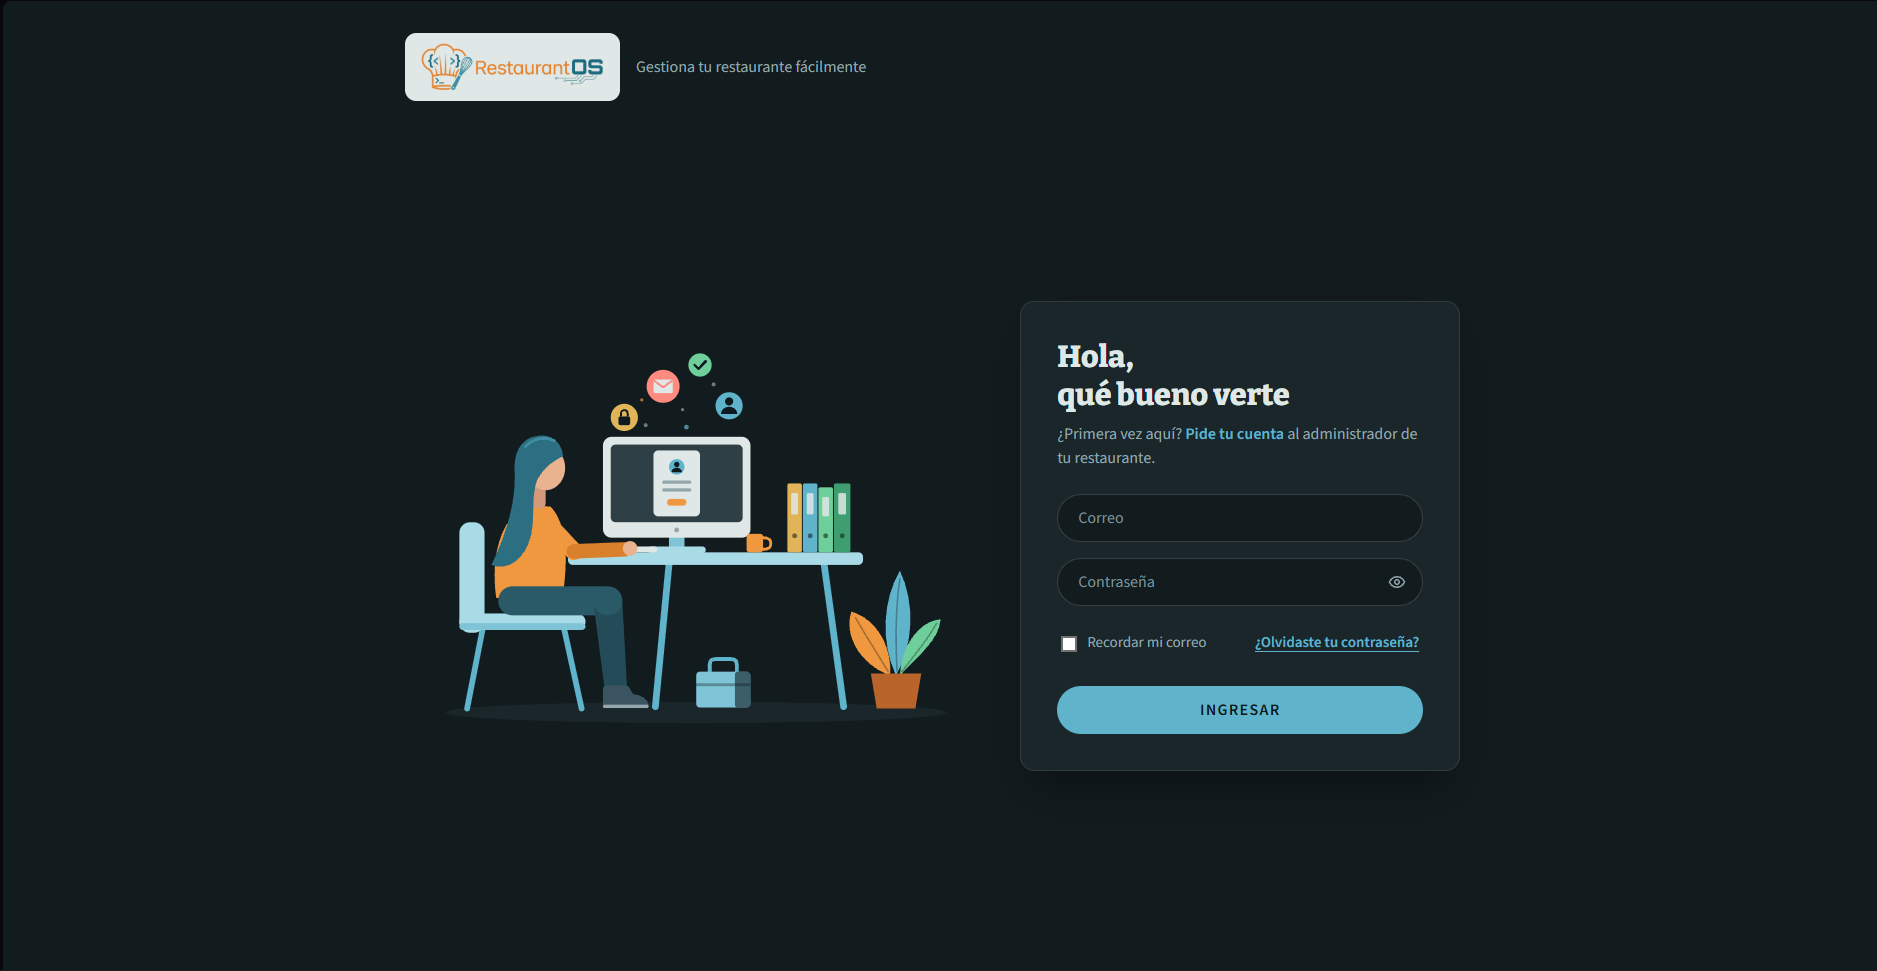 RestaurantOS
Gestiona tu restaurante fácilmente
Hola,
qué bueno verte
¿Primera vez aquí? Pide tu cuenta al administrador de
tu restaurante.
Correo
Contraseña
Recordar mi correo
¿Olvidaste tu contraseña?
INGRESAR